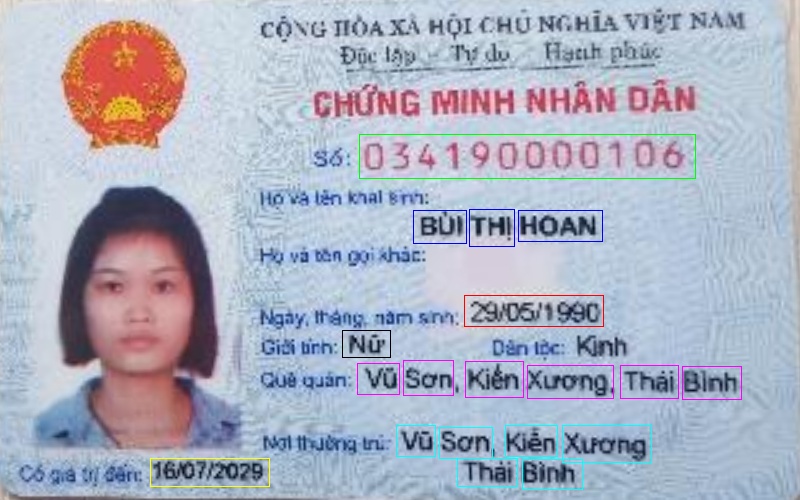 CỘNG HÒA XÃ HỘI CHỦ NGHĨA VIỆT NAM
Độc lập - Tự do - Hạnh phúc
CHỨNG MINH NHÂN DÂN
Số: 034190000106
Họ và tên khai sinh:
BÙI THỊ HOAN
Họ và tên gọi khác:
Ngày, tháng, năm sinh: 29/05/1990
Giới tính: Nữ Dân tộc: Kinh
Quê quán: Vũ Sơn, Kiến Xương, Thái Bình
Nơi thường trú: Vũ Sơn, Kiến Xương
Thái Bình
Có giá trị đến: 16/07/2029